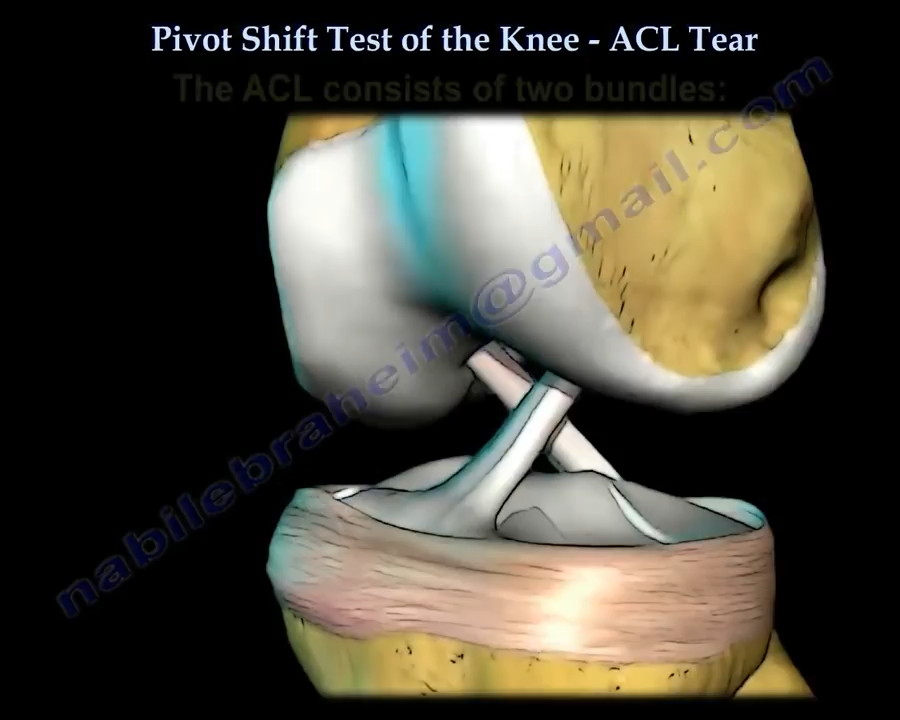 Pivot Shift Test of the Knee - ACL Tear
The ACL consists of two bundles:
nabilebraheim@gmail.com